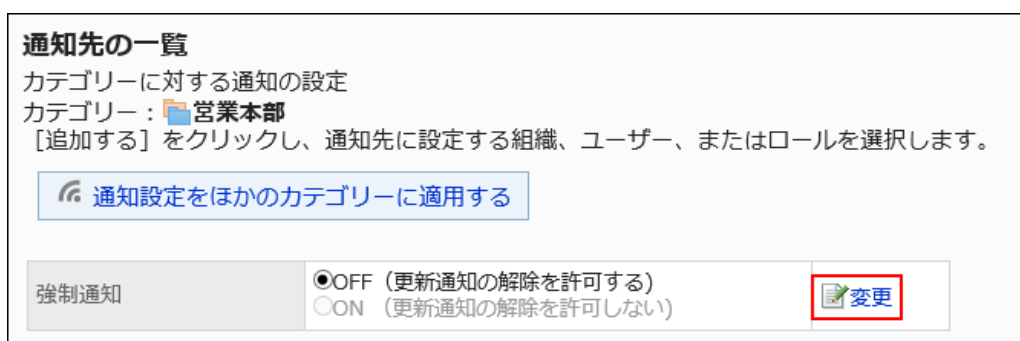 通知先の一覧
カテゴリーに対する通知の設定
カテゴリー：営業本部
［追加する］をクリックし、通知先に設定する組織、ユーザー、またはロールを選択します。
通知設定をほかのカテゴリーに適用する
強制通知
OFF（更新通知の解除を許可する）
変更
ON （更新通知の解除を許可しない）